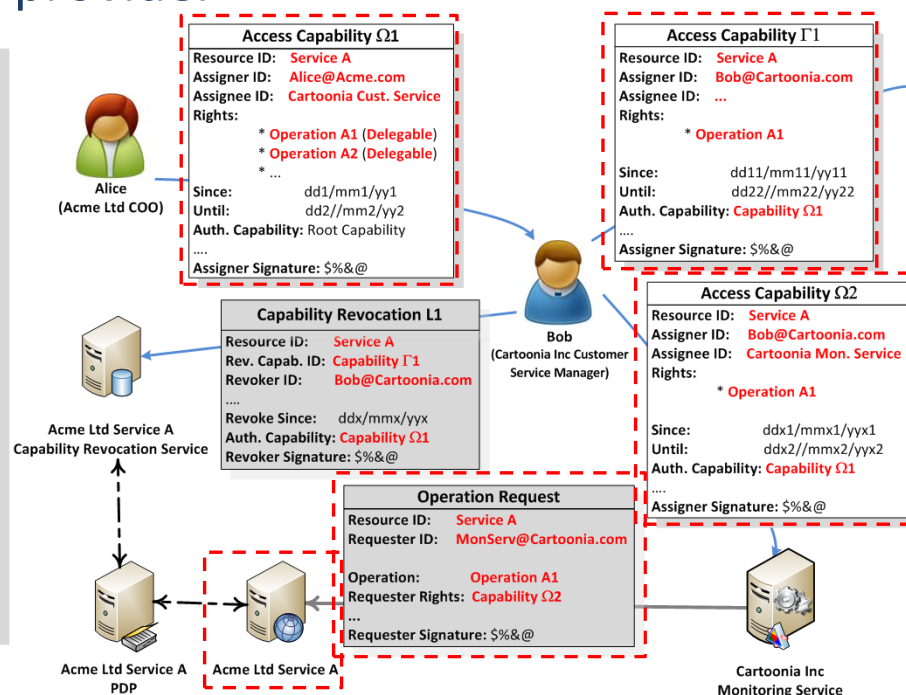 Access Capability Ω1
Resource ID: Service A
Assigner ID: Alice@Acme.com
Assignee ID: Cartoonia Cust. Service
Rights:
* Operation A1 (Delegable)
* Operation A2 (Delegable)
* ...
Since: dd1/mm1/yy1
Until: dd2//mm2/yy2
Auth. Capability: Root Capability
....
Assigner Signature: $%&@
Access Capability Γ1
Resource ID: Service A
Assigner ID: Bob@Cartoonia.com
Assignee ID: ...
Rights:
* Operation A1
Since: dd11/mm11/yy11
Until: dd22//mm22/yy22
Auth. Capability: Capability Ω1
....
Assigner Signature: $%&@
Alice
(Acme Ltd COO)
Bob
(Cartoonia Inc Customer
Service Manager)
Capability Revocation L1
Resource ID: Service A
Rev. Capab. ID: Capability Γ1
Revoker ID: Bob@Cartoonia.com
....
Revoke Since: ddx/mmx/yyx
Auth. Capability: Capability Ω1
Revoker Signature: $%&@
Access Capability Ω2
Resource ID: Service A
Assigner ID: Bob@Cartoonia.com
Assignee ID: Cartoonia Mon. Service
Rights:
* Operation A1
Since: ddx1/mmx1/yyx1
Until: ddx2//mmx2/yyx2
Auth. Capability: Capability Ω1
....
Assigner Signature: $%&@
Acme Ltd Service A
Capability Revocation Service
Operation Request
Resource ID: Service A
Requester ID: MonServ@Cartoonia.com
Operation: Operation A1
Requester Rights: Capability Ω2
...
Requester Signature: $%&@
Acme Ltd Service A
PDP
Acme Ltd Service A
Cartoonia Inc
Monitoring Service